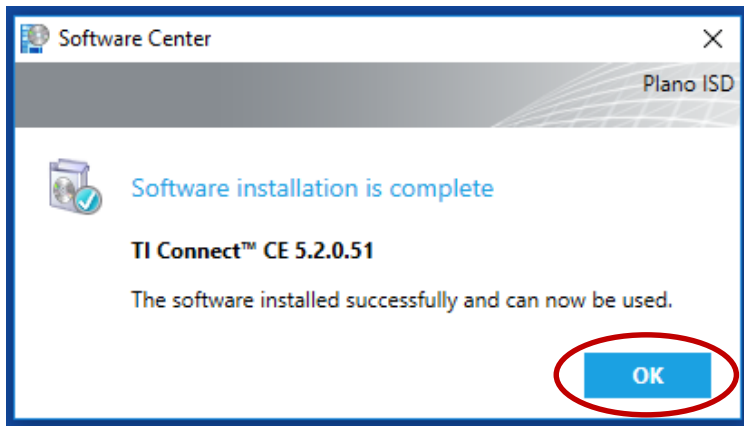 Software Center
Plano ISD
Software installation is complete
TI Connect™ CE 5.2.0.51
The software installed successfully and can now be used.
OK